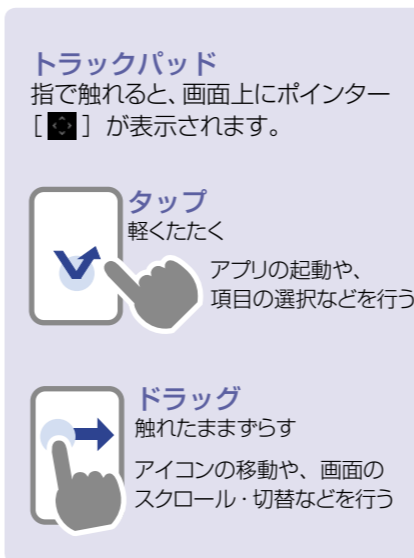 トラックパッド
指で触れると、画面上にポインター
[ ] が表示されます。
タップ
軽くたたく
アプリの起動や、
項目の選択などを行う
ドラッグ
触れたままずらす
アイコンの移動や、画面の
スクロール・切替などを行う